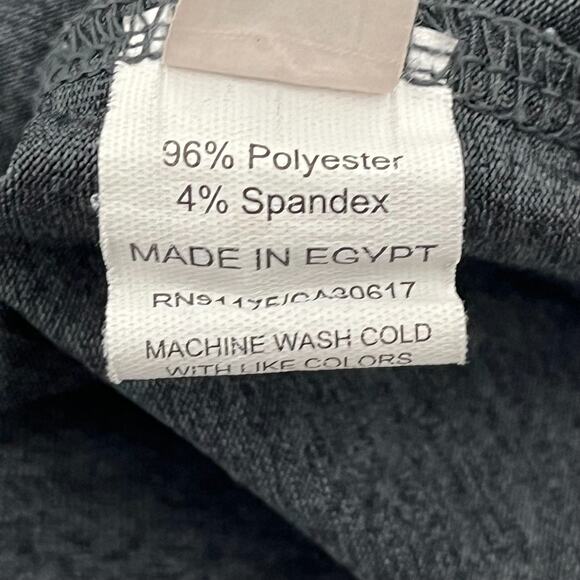 96% Polyester
4% Spandex
MADE IN EGYPT
MACHINE WASH COLD
WITH LIKE COLORS